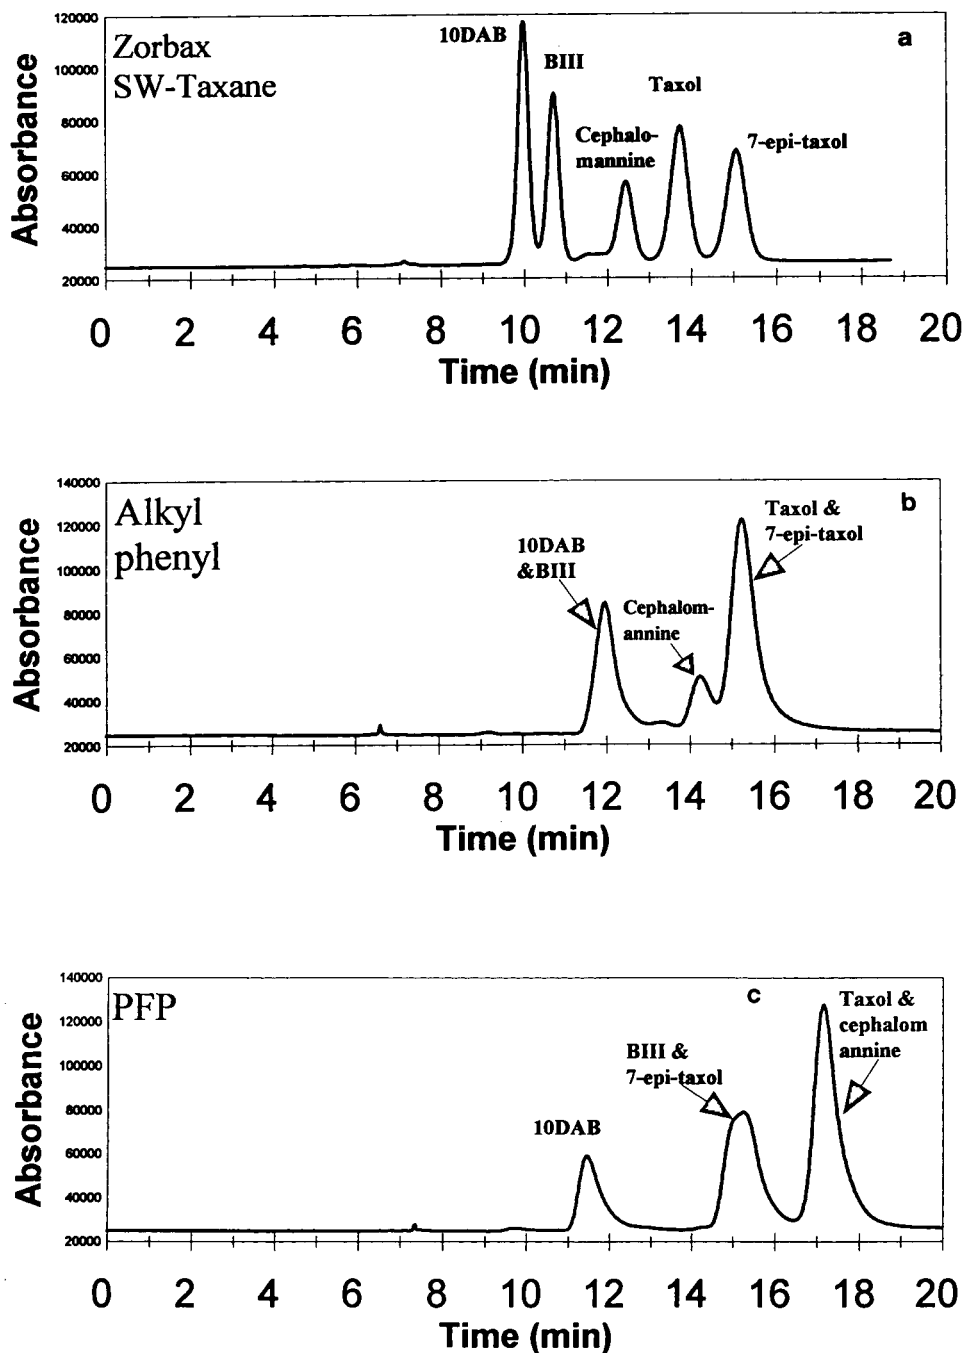 120000
100000
80000
60000
40000
20000
Absorbance
Zorbax
SW-Taxane
10DAB
BIII
Cephalo-
mannine
Taxol
7-epi-taxol
a
0 2 4 6 8 10 12 14 16 18 20
Time (min)
140000
120000
100000
80000
60000
40000
20000
Absorbance
Alkyl
phenyl
10DAB
&BIII
Cephalom-
annine
Taxol &
7-epi-taxol
b
0 2 4 6 8 10 12 14 16 18 20
Time (min)
140000
120000
100000
80000
60000
40000
20000
Absorbance
PFP
10DAB
BIII &
7-epi-taxol
c
Taxol &
cephalom
annine
0 2 4 6 8 10 12 14 16 18 20
Time (min)